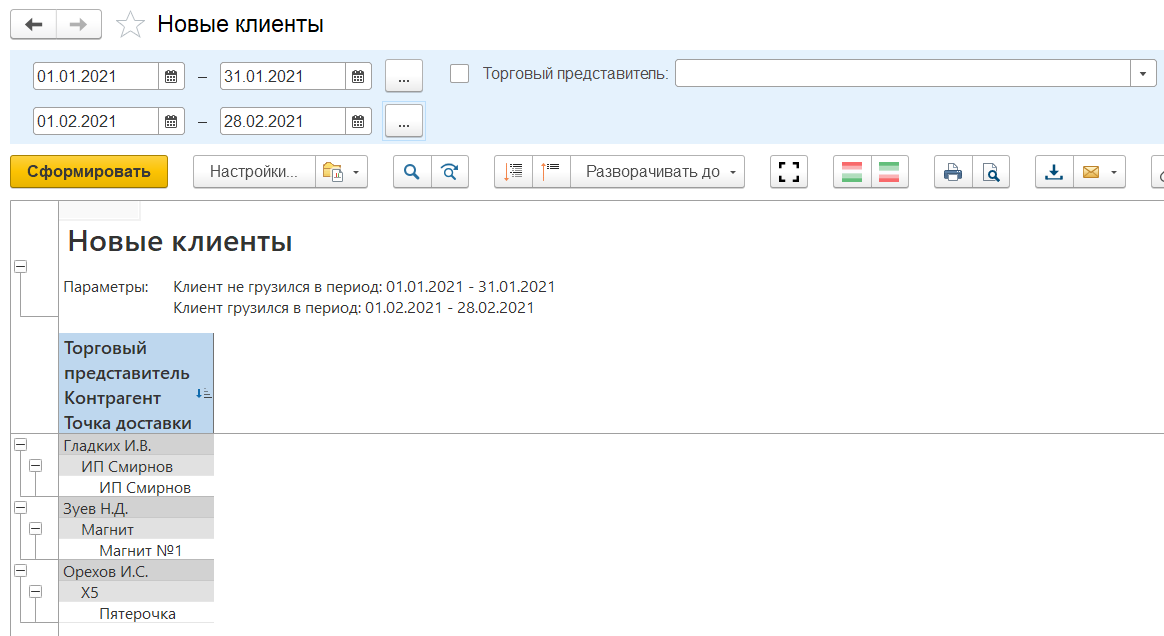 Новые клиенты
01.01.2021 – 31.01.2021 ... Торговый представитель:
01.02.2021 – 28.02.2021 ...
Сформировать Настройки... Разворачивать до
Новые клиенты
Параметры: Клиент не грузился в период: 01.01.2021 - 31.01.2021
Клиент грузился в период: 01.02.2021 - 28.02.2021
Торговый
представитель
Контрагент
Точка доставки
Гладких И.В.
ИП Смирнов
ИП Смирнов
Зуев Н.Д.
Магнит
Магнит №1
Орехов И.С.
X5
Пятерочка